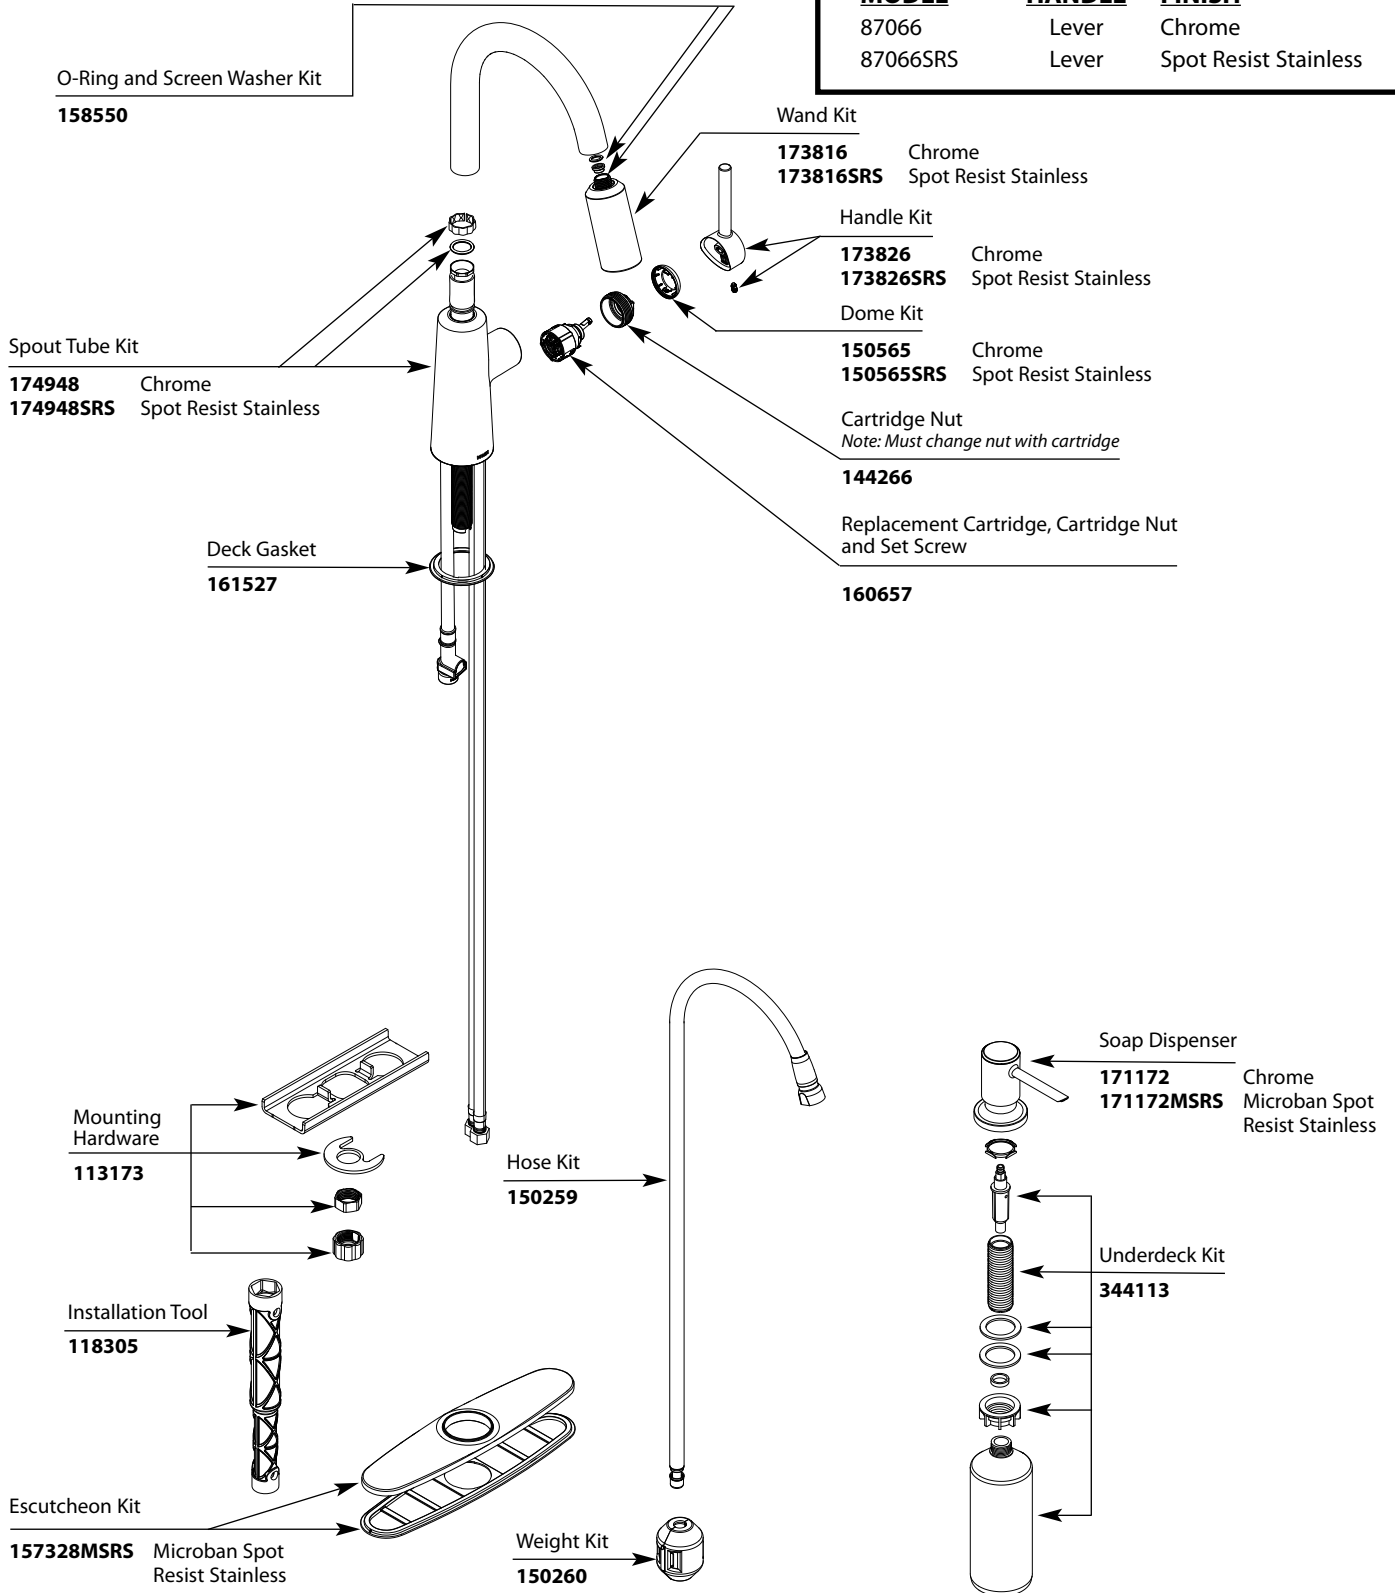 MODEL HANDLE FINISH
87066 Lever Chrome
87066SRS Lever Spot Resist Stainless
O-Ring and Screen Washer Kit
158550
Wand Kit
173816 Chrome
173816SRS Spot Resist Stainless
Handle Kit
173826 Chrome
173826SRS Spot Resist Stainless
Dome Kit
150565 Chrome
150565SRS Spot Resist Stainless
Spout Tube Kit
174948 Chrome
174948SRS Spot Resist Stainless
Cartridge Nut
Note: Must change nut with cartridge
144266
Replacement Cartridge, Cartridge Nut
and Set Screw
160657
Deck Gasket
161527
Mounting
Hardware
113173
Hose Kit
150259
Soap Dispenser
171172 Chrome
171172MSRS Microban Spot
Resist Stainless
Underdeck Kit
344113
Installation Tool
118305
Escutcheon Kit
157328MSRS Microban Spot
Resist Stainless
Weight Kit
150260